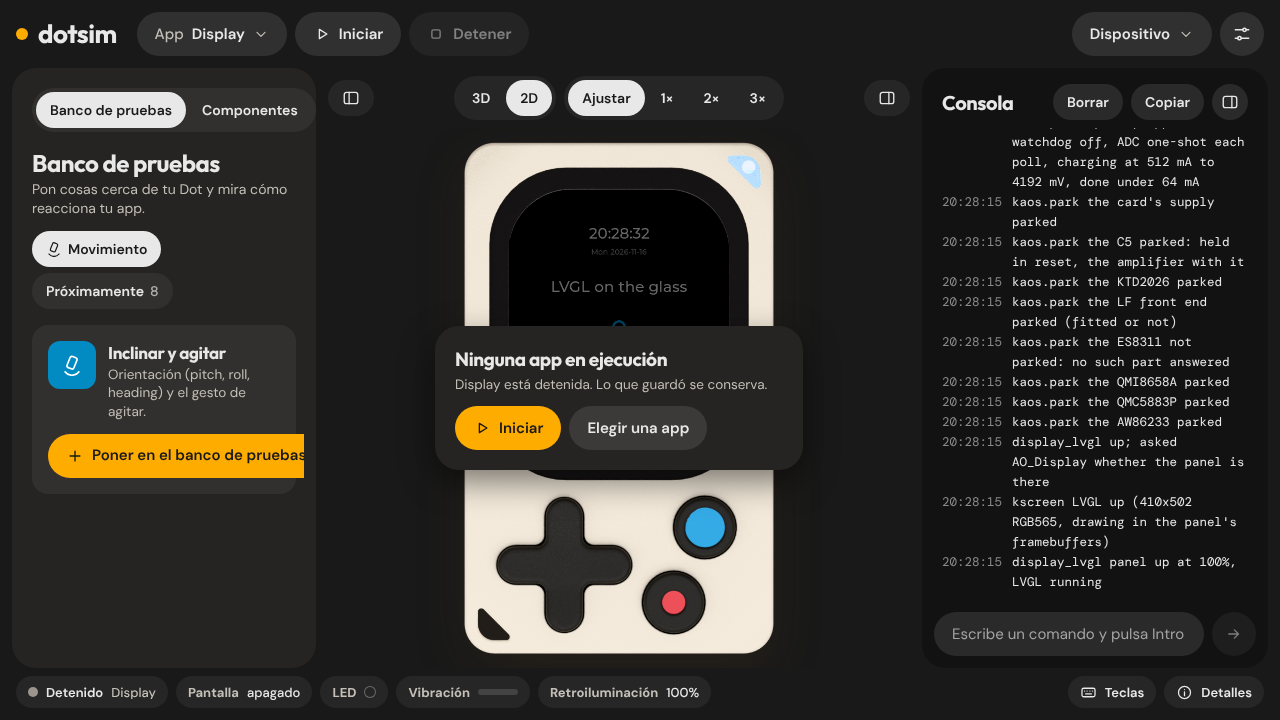 dotsim
App Display
Iniciar
Detener
Dispositivo
Banco de pruebas
Componentes
Banco de pruebas
Pon cosas cerca de tu Dot y mira cómo
reacciona tu app.
Movimiento
Próximamente 8
Inclinar y agitar
Orientación (pitch, roll,
heading) y el gesto de
agitar.
Poner en el banco de pruebas
3D
2D
Ajustar
1×
2×
3×
20:28:32
Mon 2026-11-16
LVGL on the glass
Ninguna app en ejecución
Display está detenida. Lo que guardó se conserva.
Iniciar
Elegir una app
Consola
Borrar
Copiar
watchdog off, ADC one-shot each
poll, charging at 512 mA to
4192 mV, done under 64 mA
20:28:15 kaos.park the card's supply
parked
20:28:15 kaos.park the C5 parked: held
in reset, the amplifier with it
20:28:15 kaos.park the KTD2026 parked
20:28:15 kaos.park the LF front end
parked (fitted or not)
20:28:15 kaos.park the ES8311 not
parked: no such part answered
20:28:15 kaos.park the QMI8658A parked
20:28:15 kaos.park the QMC5883P parked
20:28:15 kaos.park the AW86233 parked
20:28:15 display_lvgl up; asked
AO_Display whether the panel is
there
20:28:15 kscreen LVGL up (410x502
RGB565, drawing in the panel's
framebuffers)
20:28:15 display_lvgl panel up at 100%,
LVGL running
Escribe un comando y pulsa Intro
Detenido Display
Pantalla apagado
LED
Vibración
Retroiluminación 100%
Teclas
Detalles